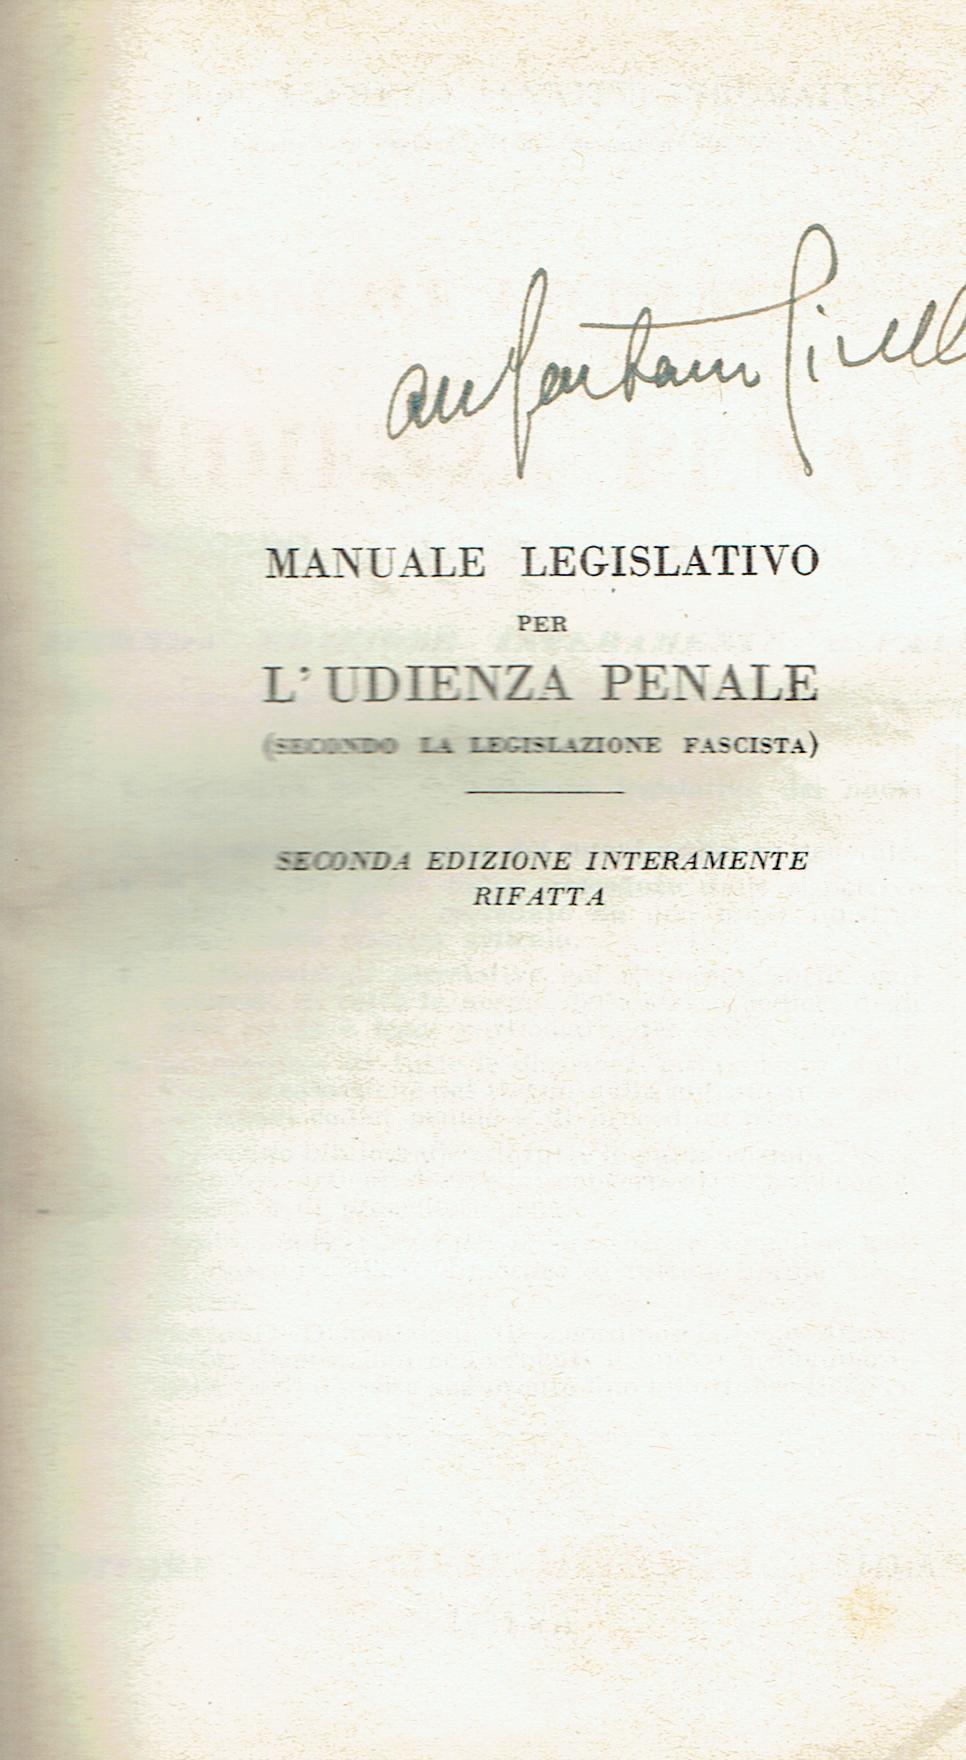 MANUALE LEGISLATIVO
PER
L'UDIENZA PENALE
(SECONDO LA LEGISLAZIONE FASCISTA)
SECONDA EDIZIONE INTERAMENTE
RIFATTA